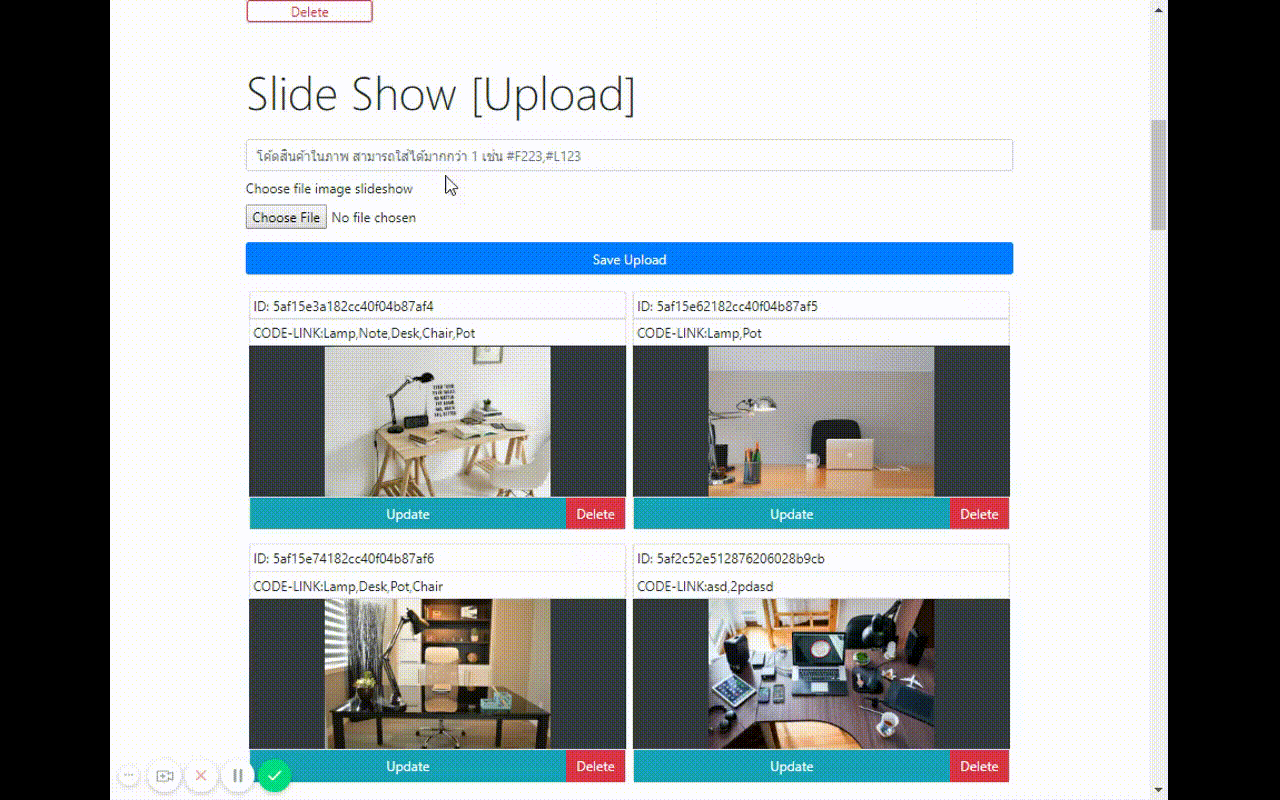 Delete
Slide Show [Upload]
โค้ดสินค้าในภาพ สามารถใส่ได้มากกว่า 1 เช่น #F223,#L123
Choose file image slideshow
Choose File No file chosen
Save Upload
ID: 5af15e3a182cc40f04b87af4
CODE-LINK:Lamp,Note,Desk,Chair,Pot
Update Delete
ID: 5af15e62182cc40f04b87af5
CODE-LINK:Lamp,Pot
Update Delete
ID: 5af15e74182cc40f04b87af6
CODE-LINK:Lamp,Desk,Pot,Chair
Update Delete
ID: 5af2c52e512876206028b9cb
CODE-LINK:asd,2pdasd
Update Delete